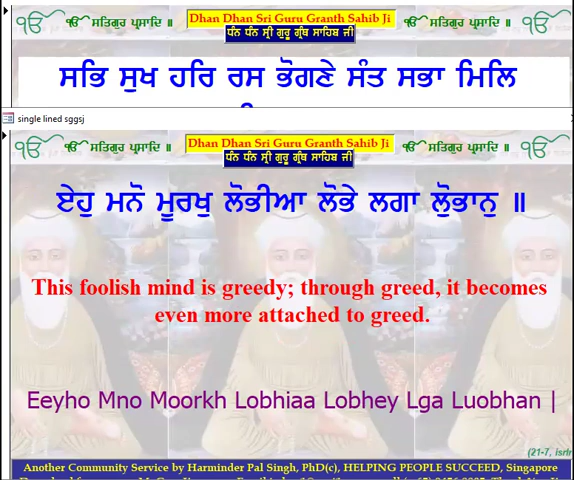 ੴ ਸਤਿਗੁਰ ਪ੍ਰਸਾਦਿ ॥ Dhan Dhan Sri Guru Granth Sahib Ji ੴ ਸਤਿਗੁਰ ਪ੍ਰਸਾਦਿ ॥ ੴ
ਧੰਨ ਧੰਨ ਸ੍ਰੀ ਗੁਰੂ ਗ੍ਰੰਥ ਸਾਹਿਬ ਜੀ
ਸਭਿ ਸੁਖ ਹਰਿ ਰਸ ਭੋਗਣੇ ਸੰਤ ਸਭਾ ਮਿਲਿ
single lined sggsj
ੴ ੴ ਸਤਿਗੁਰ ਪ੍ਰਸਾਦਿ ॥ Dhan Dhan Sri Guru Granth Sahib Ji ੴ ਸਤਿਗੁਰ ਪ੍ਰਸਾਦਿ ॥ ੴ
ਧੰਨ ਧੰਨ ਸ੍ਰੀ ਗੁਰੂ ਗ੍ਰੰਥ ਸਾਹਿਬ ਜੀ
ਏਹੁ ਮਨੋ ਮੂਰਖੁ ਲੋਭੀਆ ਲੋਭੇ ਲਗਾ ਲੋੁਭਾਨੁ ॥
This foolish mind is greedy; through greed, it becomes
even more attached to greed.
Eeyho Mno Moorkh Lobhiaa Lobhey Lga Luobhan |
(21-7,
Another Community Service by Harminder Pal Singh, PhD(c), HELPING PEOPLE SUCCEED, Singapore